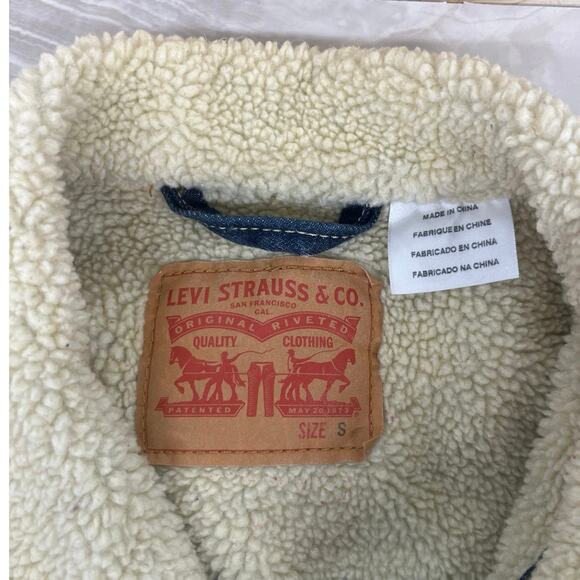 LEVI STRAUSS & CO.
SAN FRANCISCO
CAL.
ORIGINAL RIVETED
QUALITY CLOTHING
PATENTED MAY 20 1873
SIZE S
MADE IN CHINA
FABRIQUE EN CHINE
FABRICADO EN CHINA
FABRICADO NA CHINA